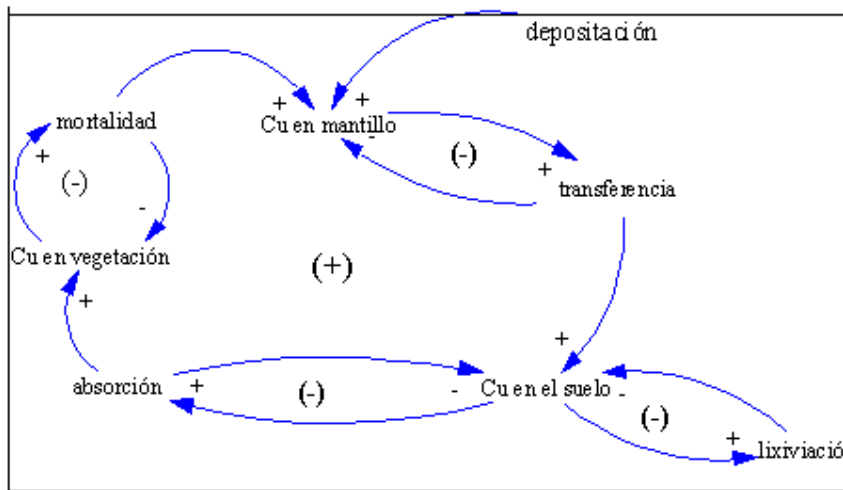 depositación
+ +
mortalidad
Cu en mantillo
-
+
(-)
(-)
+
transferencia
-
Cu en vegetación
(+)
+
+
absorción
+
(-)
-
Cu en el suelo
-
(-)
+
lixiviació